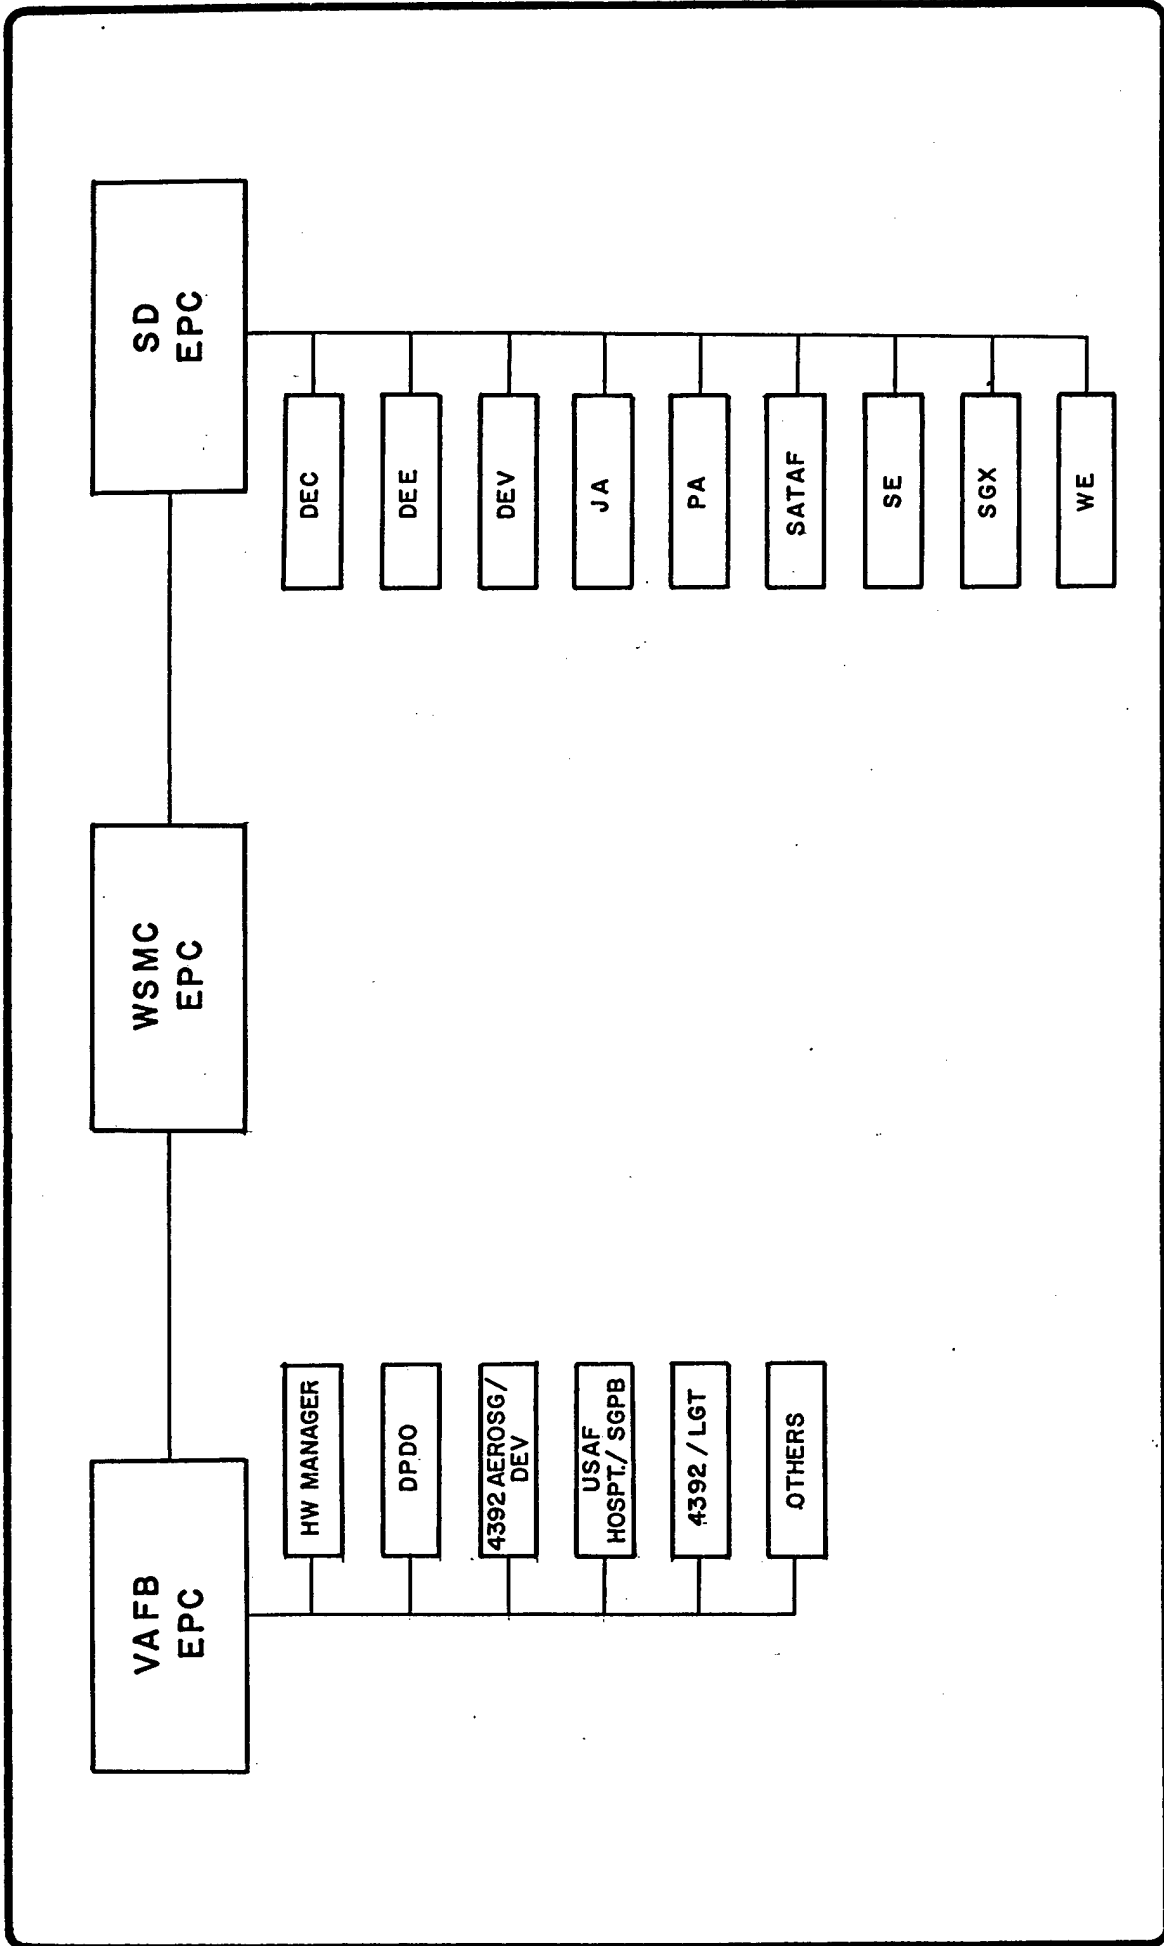 VAFB
EPC
HW MANAGER
DPDO
4392 AEROSG/
DEV
USAF
HOSPT./ SGPB
4392 / LGT
OTHERS
WSMC
EPC
SD
EPC
DEC
DEE
DEV
JA
PA
SATAF
SE
SGX
WE